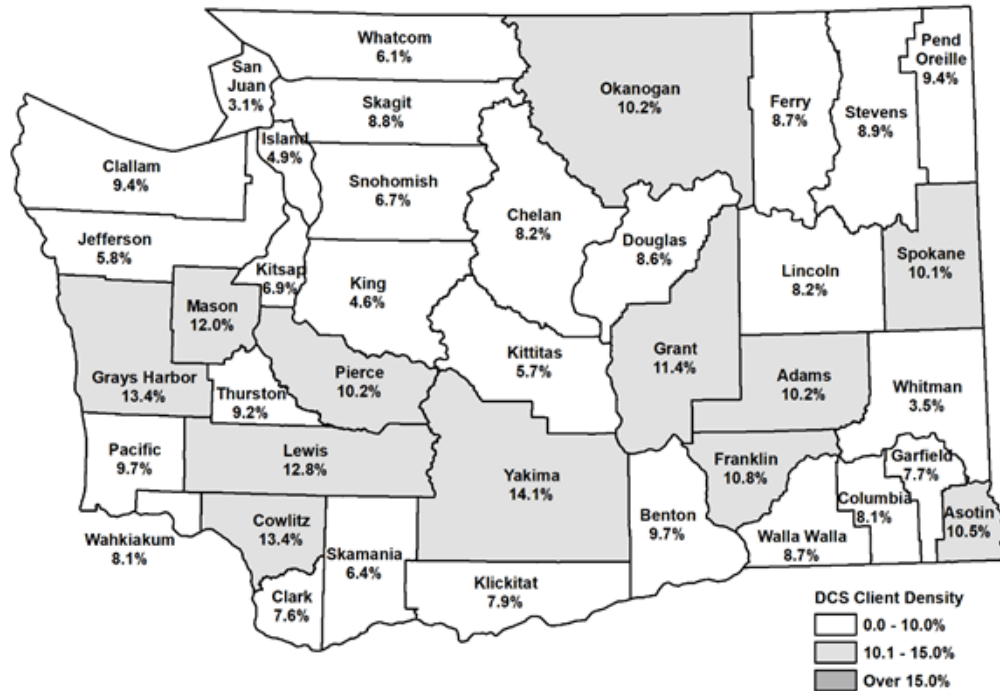 Whatcom
6.1%
San
Juan
3.1%
Skagit
8.8%
Island
4.9%
Clallam
9.4%
Snohomish
6.7%
Jefferson
5.8%
Kitsap
6.9%
King
4.6%
Mason
12.0%
Grays Harbor
13.4%
Thurston
9.2%
Pierce
10.2%
Pacific
9.7%
Lewis
12.8%
Wahkiakum
8.1%
Cowlitz
13.4%
Clark
7.6%
Skamania
6.4%
Okanogan
10.2%
Chelan
8.2%
Douglas
8.6%
Kittitas
5.7%
Grant
11.4%
Yakima
14.1%
Klickitat
7.9%
Benton
9.7%
Ferry
8.7%
Stevens
8.9%
Pend
Oreille
9.4%
Lincoln
8.2%
Spokane
10.1%
Adams
10.2%
Whitman
3.5%
Franklin
10.8%
Walla Walla
8.7%
Columbia
8.1%
Garfield
7.7%
Asotin
10.5%
DCS Client Density
0.0 - 10.0%
10.1 - 15.0%
Over 15.0%